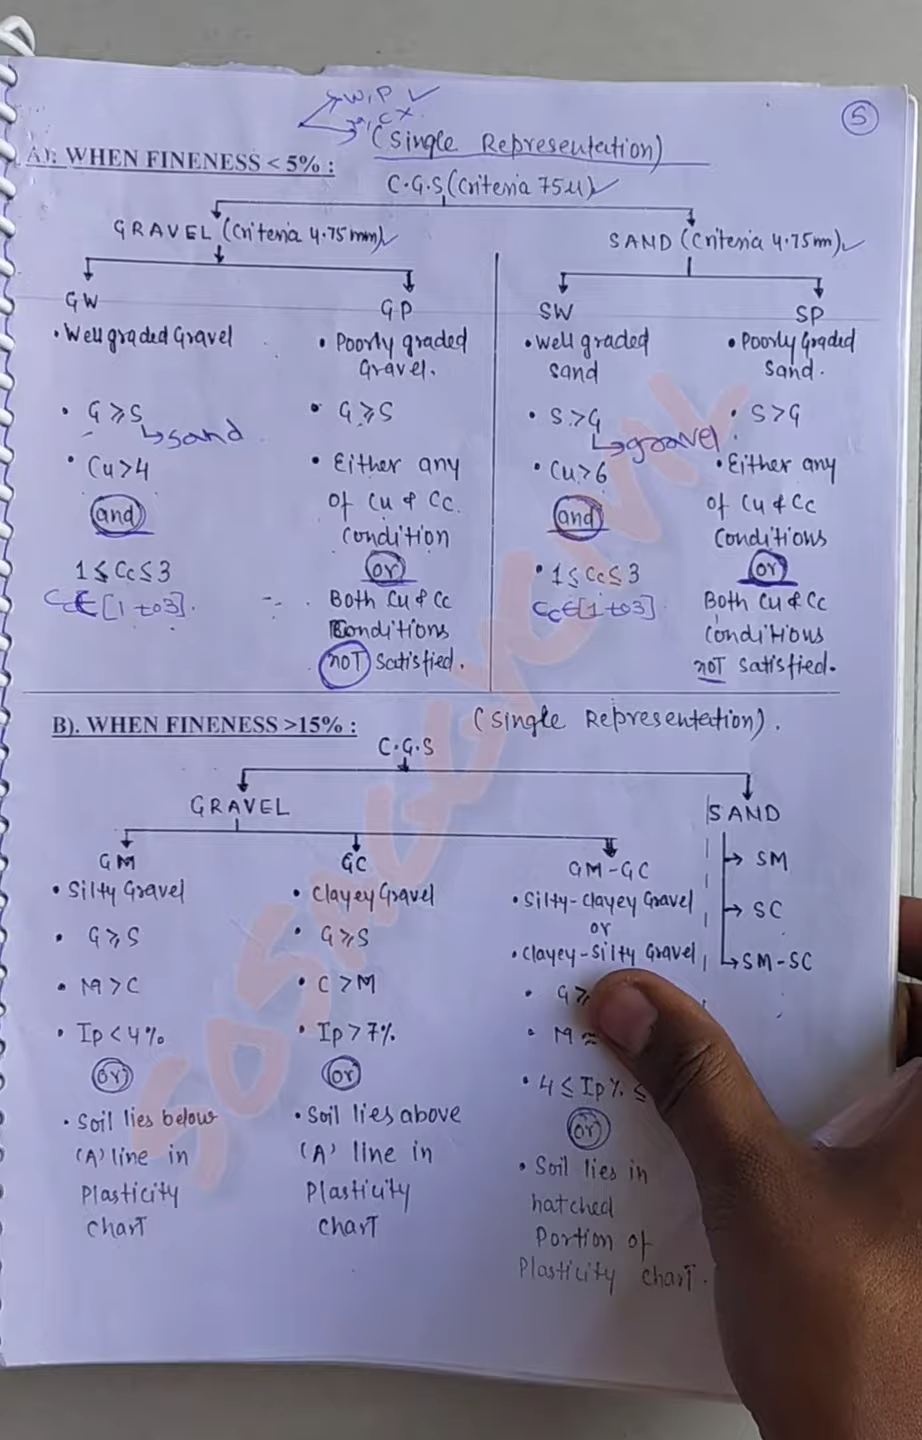 W, P ✓
M, C ×
5
(Single Representation)
A): WHEN FINENESS < 5% :
C.G.S (Criteria 75μ) ✓
GRAVEL (Criteria 4.75mm) ✓
SAND (Criteria 4.75m) ✓
GW
• Well graded Gravel
• G ≥ S
↳ sand
• Cu > 4
and
1 ≤ Cc ≤ 3
Cc ∈ [1 to 3].
GP
• Poorly graded
Gravel.
• G ≥ S
• Either any
of Cu & Cc
Condition
or
Both Cu & Cc
Conditions
noT Satisfied.
SW
• Well graded
sand
• S > G
↳ gravel
• Cu > 6
and
• 1 ≤ Cc ≤ 3
Cc ∈ [1 to 3]
SP
• Poorly Graded
Sand.
• S > G
• Either any
of Cu & Cc
Conditions
or
Both Cu & Cc
Conditions
noT satisfied.
B). WHEN FINENESS >15% :
(Single Representation).
C.G.S
GRAVEL
SAND
GM
• Silty Gravel
• G ≥ S
• M > C
• Ip < 4%
or
• Soil lies below
'A' line in
Plasticity
charT
GC
• Clayey Gravel
• G ≥ S
• C > M
• Ip > 7%
or
• Soil lies above
'A' line in
Plasticity
charT
GM-GC
• Silty-Clayey Gravel
or
• Clayey-Silty Gravel
• G ≥
• M ≈
• 4 ≤ Ip% ≤
or
• Soil lies in
hatched
Portion of
Plasticity charT.
→ SM
→ SC
→ SM-SC